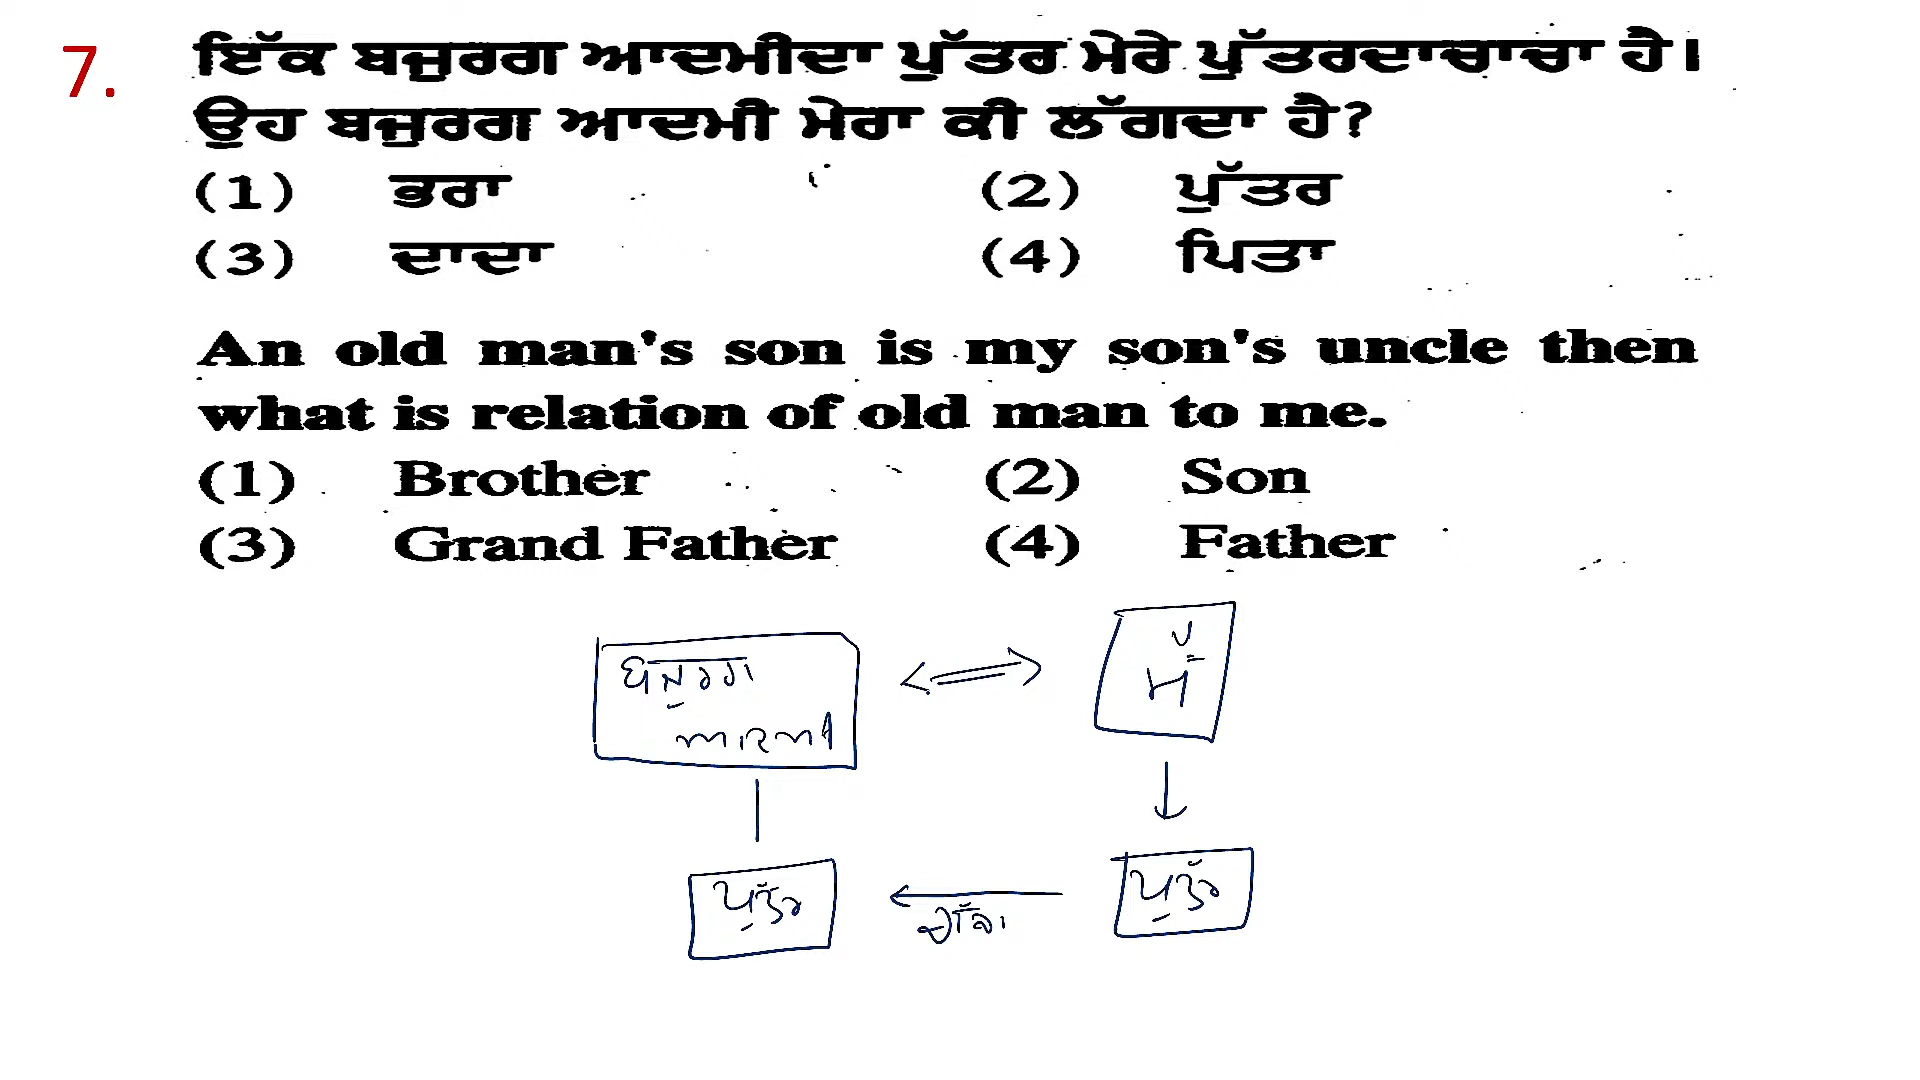 7. ਇੱਕ ਬਜੁਰਗ ਆਦਮੀਦਾ ਪੁੱਤਰ ਮੇਰੇ ਪੁੱਤਰਦਾਚਾਚਾ ਹੈ।
ਉਹ ਬਜੁਰਗ ਆਦਮੀ ਮੇਰਾ ਕੀ ਲੱਗਦਾ ਹੈ?
(1) ਭਰਾ (2) ਪੁੱਤਰ
(3) ਦਾਦਾ (4) ਪਿਤਾ
An old man's son is my son's uncle then
what is relation of old man to me.
(1) Brother (2) Son
(3) Grand Father (4) Father
ਬਜੁਰਗ
ਆਦਮੀ
ਪੁੱਤਰ ਪੁੱਤਰ